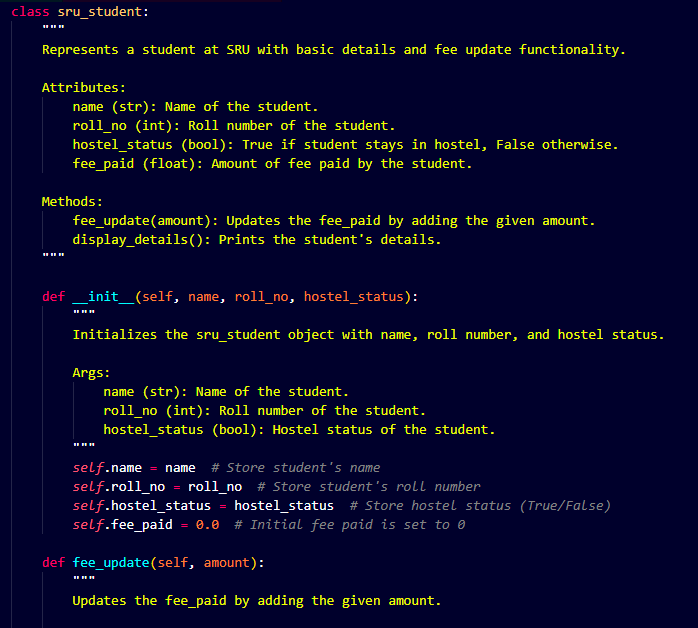 class sru_student:
    """
    Represents a student at SRU with basic details and fee update functionality.

    Attributes:
        name (str): Name of the student.
        roll_no (int): Roll number of the student.
        hostel_status (bool): True if student stays in hostel, False otherwise.
        fee_paid (float): Amount of fee paid by the student.

    Methods:
        fee_update(amount): Updates the fee_paid by adding the given amount.
        display_details(): Prints the student's details.
    """

    def __init__(self, name, roll_no, hostel_status):
        """
        Initializes the sru_student object with name, roll number, and hostel status.

        Args:
            name (str): Name of the student.
            roll_no (int): Roll number of the student.
            hostel_status (bool): Hostel status of the student.
        """
        self.name = name  # Store student's name
        self.roll_no = roll_no  # Store student's roll number
        self.hostel_status = hostel_status  # Store hostel status (True/False)
        self.fee_paid = 0.0  # Initial fee paid is set to 0

    def fee_update(self, amount):
        """
        Updates the fee_paid by adding the given amount.